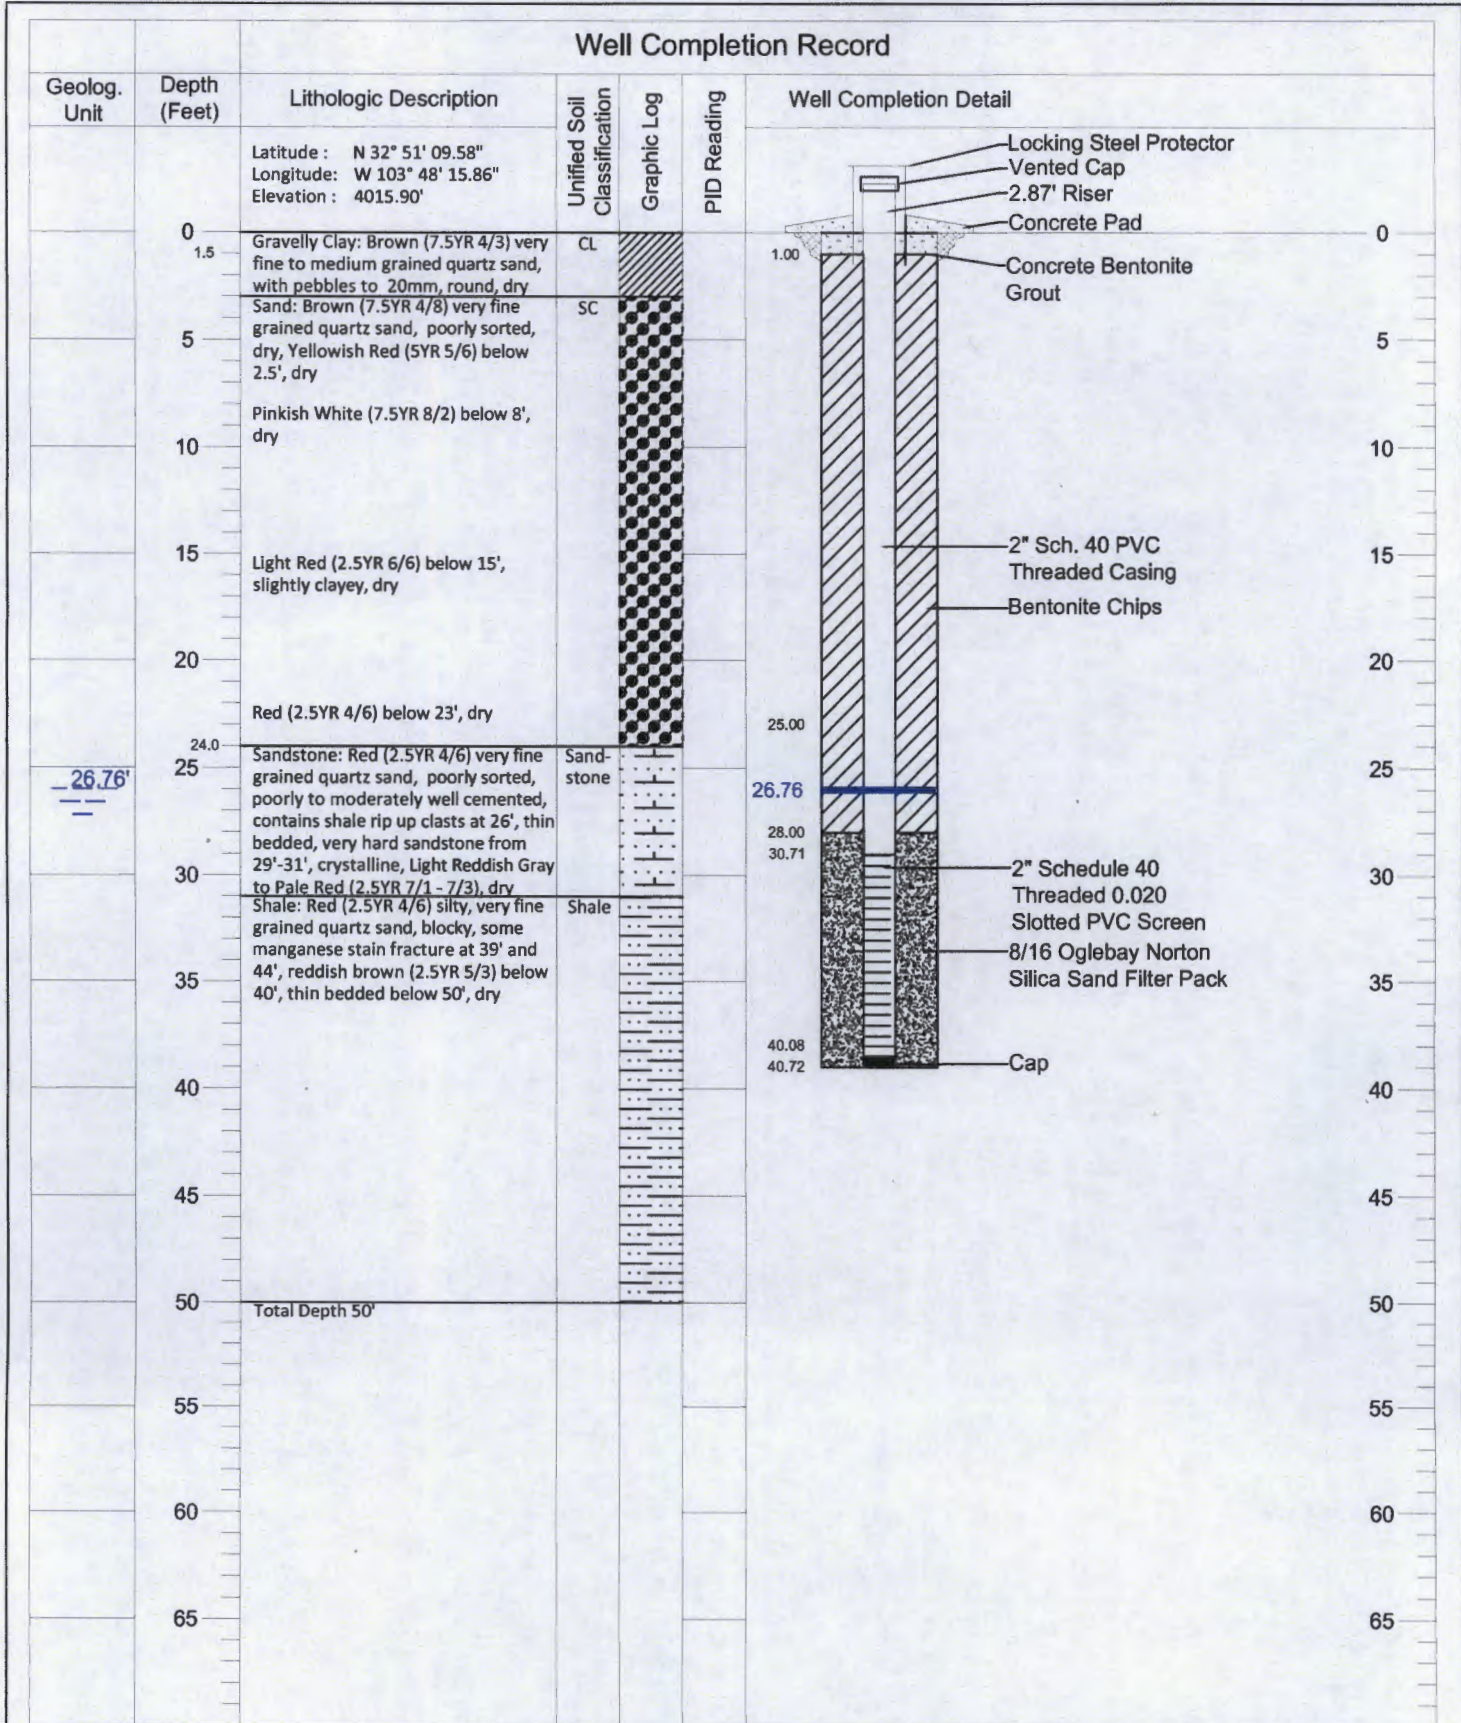 Well Completion Record
Geolog.
Unit
Depth
(Feet)
Lithologic Description
Unified Soil
Classification
Graphic Log
PID Reading
Well Completion Detail
Latitude : N 32° 51' 09.58"
Longitude: W 103° 48' 15.86"
Elevation : 4015.90'
0
1.5
5
10
15
20
24.0
25
30
35
40
45
50
55
60
65
26.76'
Gravelly Clay: Brown (7.5YR 4/3) very
fine to medium grained quartz sand,
with pebbles to 20mm, round, dry
CL
Sand: Brown (7.5YR 4/8) very fine
grained quartz sand, poorly sorted,
dry, Yellowish Red (5YR 5/6) below
2.5', dry
SC
Pinkish White (7.5YR 8/2) below 8',
dry
Light Red (2.5YR 6/6) below 15',
slightly clayey, dry
Red (2.5YR 4/6) below 23', dry
Sandstone: Red (2.5YR 4/6) very fine
grained quartz sand, poorly sorted,
poorly to moderately well cemented,
contains shale rip up clasts at 26', thin
bedded, very hard sandstone from
29'-31', crystalline, Light Reddish Gray
to Pale Red (2.5YR 7/1 - 7/3), dry
Sand-
stone
Shale: Red (2.5YR 4/6) silty, very fine
grained quartz sand, blocky, some
manganese stain fracture at 39' and
44', reddish brown (2.5YR 5/3) below
40', thin bedded below 50', dry
Shale
Total Depth 50'
Locking Steel Protector
Vented Cap
2.87' Riser
Concrete Pad
Concrete Bentonite
Grout
2" Sch. 40 PVC
Threaded Casing
Bentonite Chips
2" Schedule 40
Threaded 0.020
Slotted PVC Screen
8/16 Oglebay Norton
Silica Sand Filter Pack
Cap
1.00
25.00
26.76
28.00
30.71
40.08
40.72
0
5
10
15
20
25
30
35
40
45
50
55
60
65